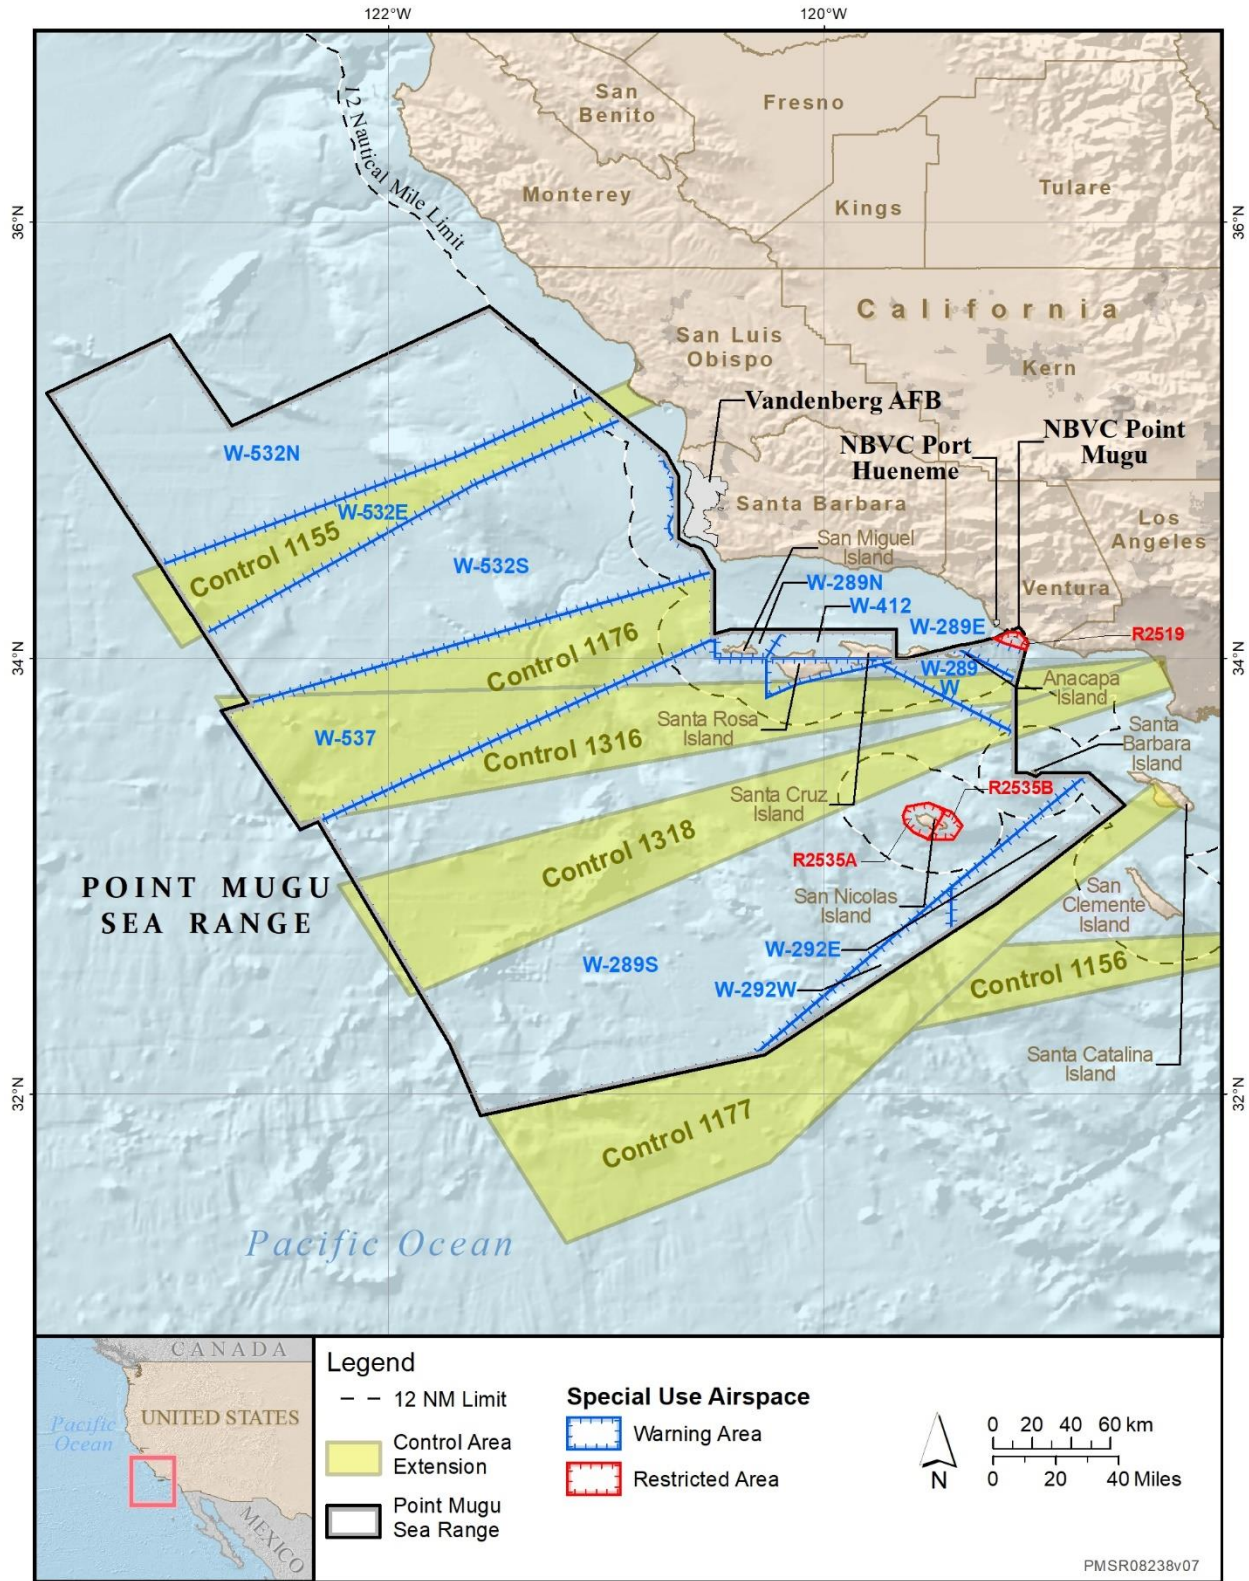 122°W
120°W
San
Benito
Fresno
12 Nautical Mile Limit
Monterey
Tulare
Kings
36°N
36°N
California
San Luis
Obispo
Kern
Vandenberg AFB
NBVC Port
Hueneme
NBVC Point
Mugu
W-532N
Santa Barbara
Los
Angeles
W-532E
San Miguel
Island
Control 1155
W-532S
W-289N
Ventura
W-412
W-289E
R2519
34°N
34°N
Control 1176
W-289
W
Anacapa
Island
Santa Rosa
Island
W-537
Control 1316
Santa
Barbara
Island
Santa Cruz
Island
R2535B
Control 1318
R2535A
POINT MUGU
SEA RANGE
San Nicolas
Island
San
Clemente
Island
W-292E
W-289S
W-292W
Control 1156
Santa Catalina
Island
32°N
32°N
Control 1177
Pacific Ocean
CANADA
UNITED STATES
Pacific
Ocean
MEXICO
Legend
12 NM Limit
Control Area
Extension
Point Mugu
Sea Range
Special Use Airspace
Warning Area
Restricted Area
N
0 20 40 60 km
0 20 40 Miles
PMSR08238v07